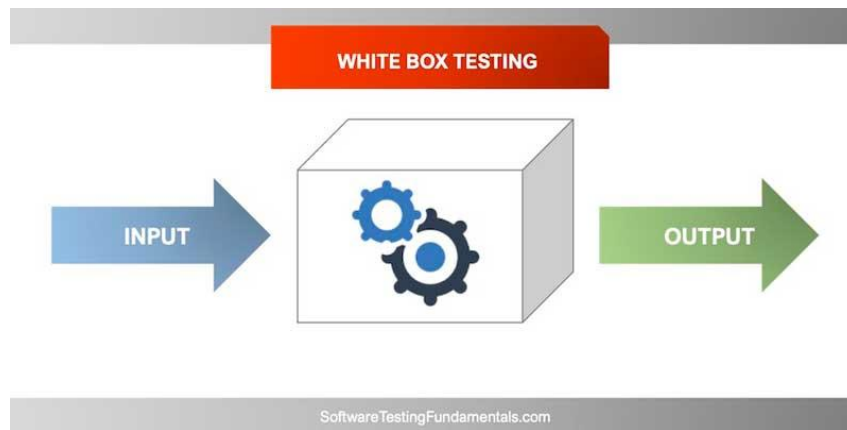 WHITE BOX TESTING
INPUT
OUTPUT
SoftwareTestingFundamentals.com